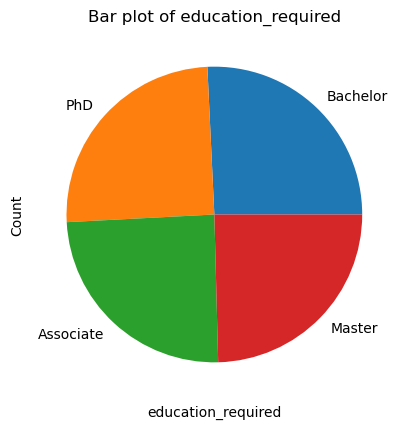 Bar plot of education_required
Bachelor
PhD
Count
Associate
Master
education_required